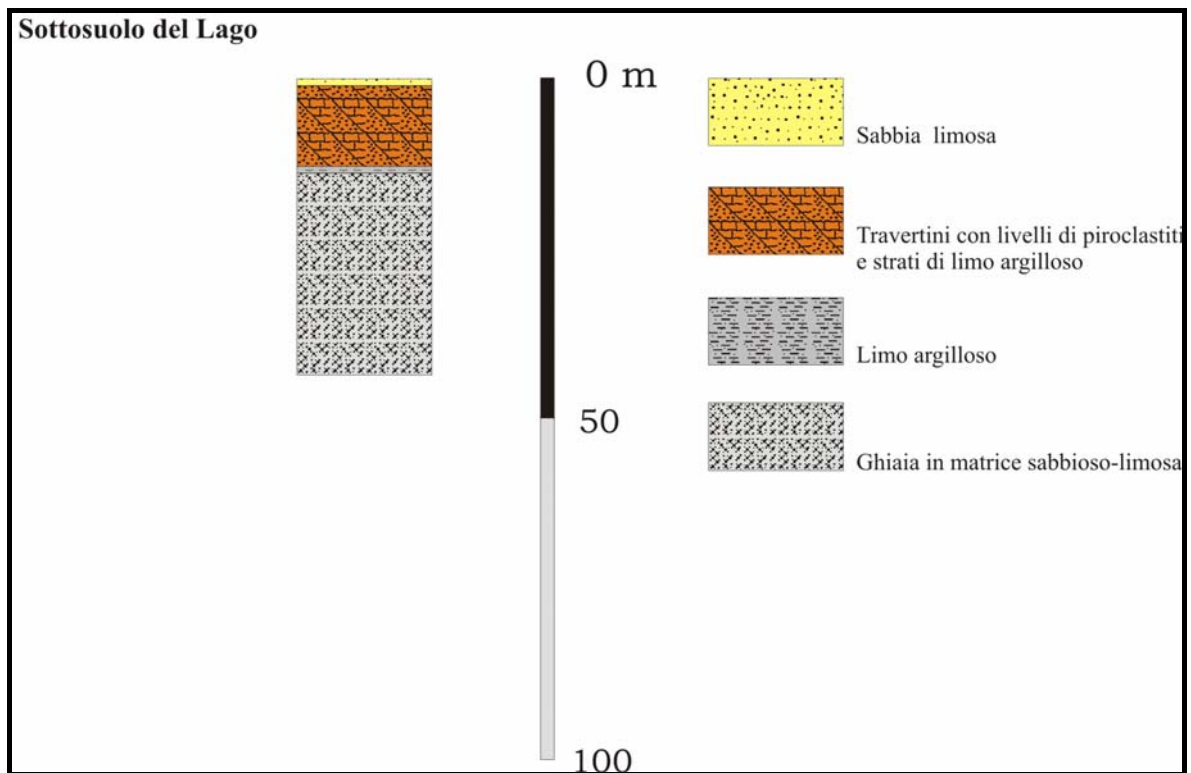 Sottosuolo del Lago
0 m
50
100
Sabbia limosa
Travertini con livelli di piroclastiti
e strati di limo argilloso
Limo argilloso
Ghiaia in matrice sabbioso-limosa